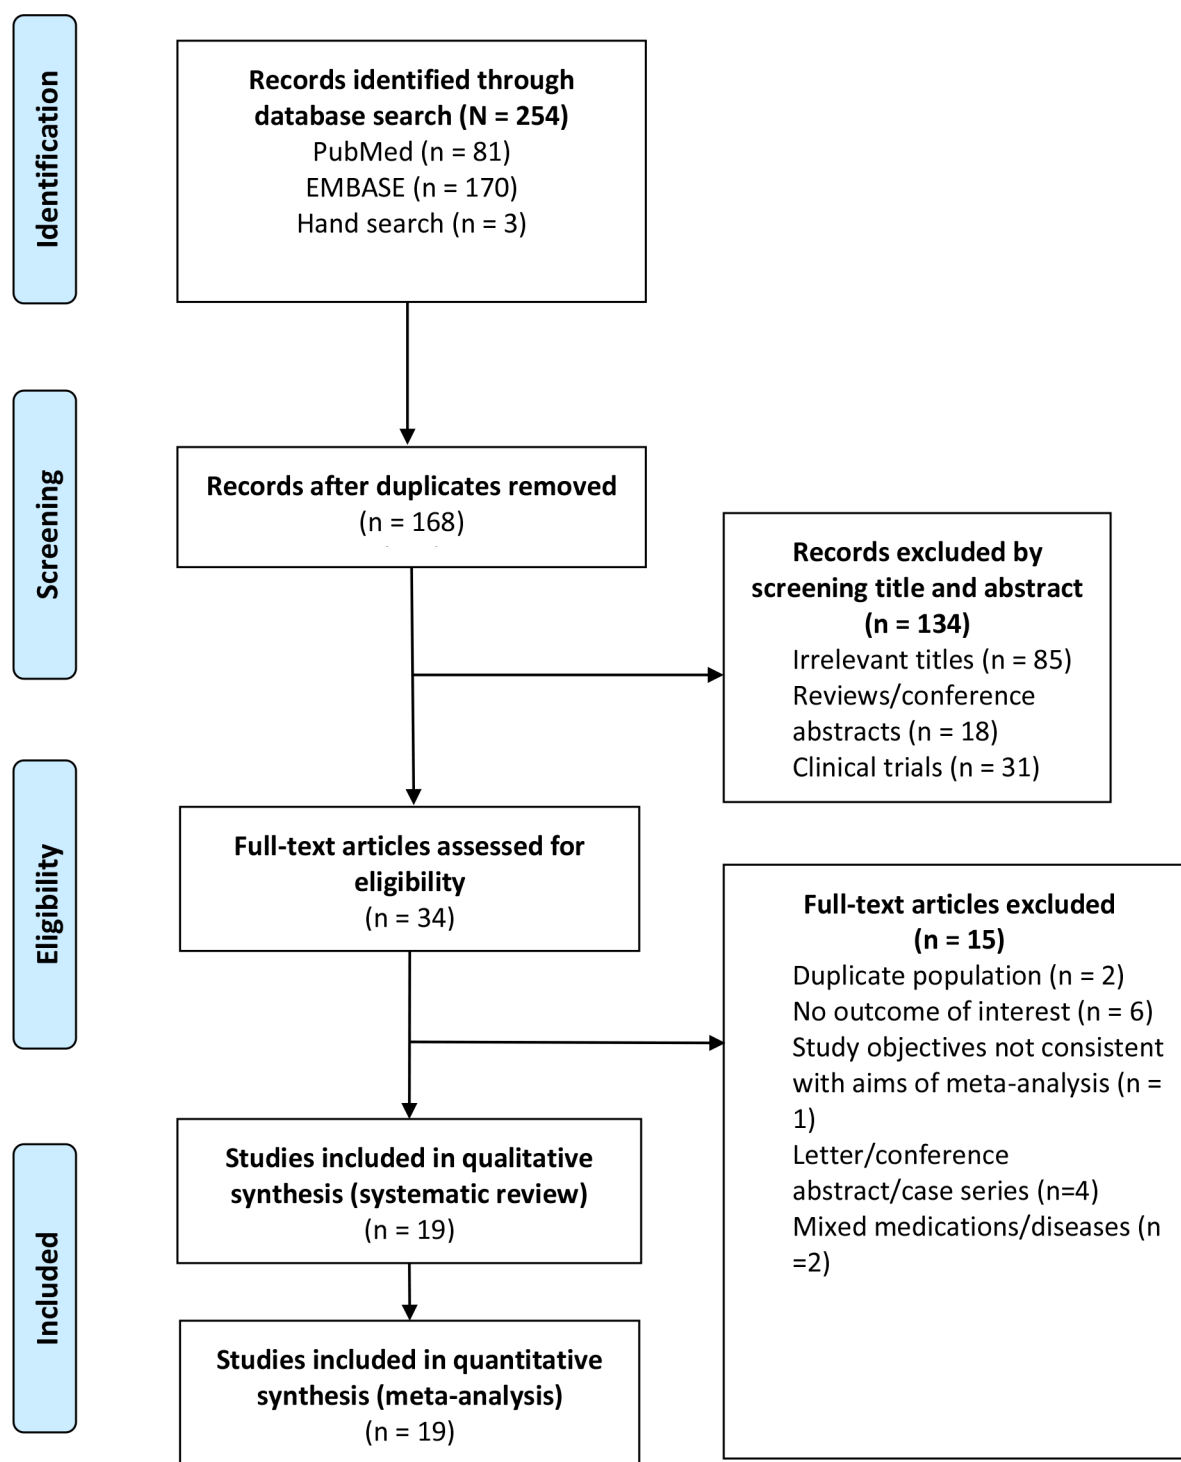 Identification
Records identified through
database search (N = 254)
PubMed (n = 81)
EMBASE (n = 170)
Hand search (n = 3)
Screening
Records after duplicates removed
(n = 168)
Records excluded by
screening title and abstract
(n = 134)
Irrelevant titles (n = 85)
Reviews/conference
abstracts (n = 18)
Clinical trials (n = 31)
Eligibility
Full-text articles assessed for
eligibility
(n = 34)
Full-text articles excluded
(n = 15)
Duplicate population (n = 2)
No outcome of interest (n = 6)
Study objectives not consistent
with aims of meta-analysis (n =
1)
Letter/conference
abstract/case series (n=4)
Mixed medications/diseases (n
=2)
Included
Studies included in qualitative
synthesis (systematic review)
(n = 19)
Studies included in quantitative
synthesis (meta-analysis)
(n = 19)